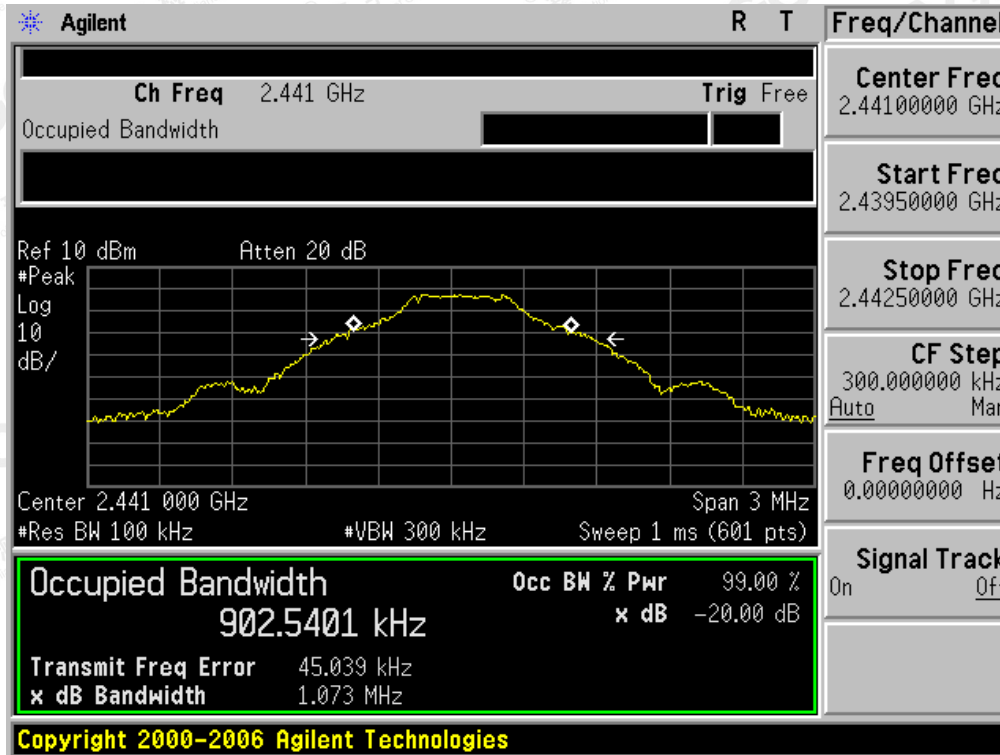 Agilent R T
Ch Freq 2.441 GHz Trig Free
Occupied Bandwidth
Ref 10 dBm Atten 20 dB
#Peak
Log
10
dB/
Center 2.441 000 GHz Span 3 MHz
#Res BW 100 kHz #VBW 300 kHz Sweep 1 ms (601 pts)
Occupied Bandwidth
902.5401 kHz
Occ BW % Pwr 99.00 %
x dB -20.00 dB
Transmit Freq Error 45.039 kHz
x dB Bandwidth 1.073 MHz
Copyright 2000-2006 Agilent Technologies
Freq/Channel
Center Freq
2.44100000 GHz
Start Freq
2.43950000 GHz
Stop Freq
2.44250000 GHz
CF Step
300.000000 kHz
Auto Man
Freq Offset
0.00000000 Hz
Signal Track
On Off